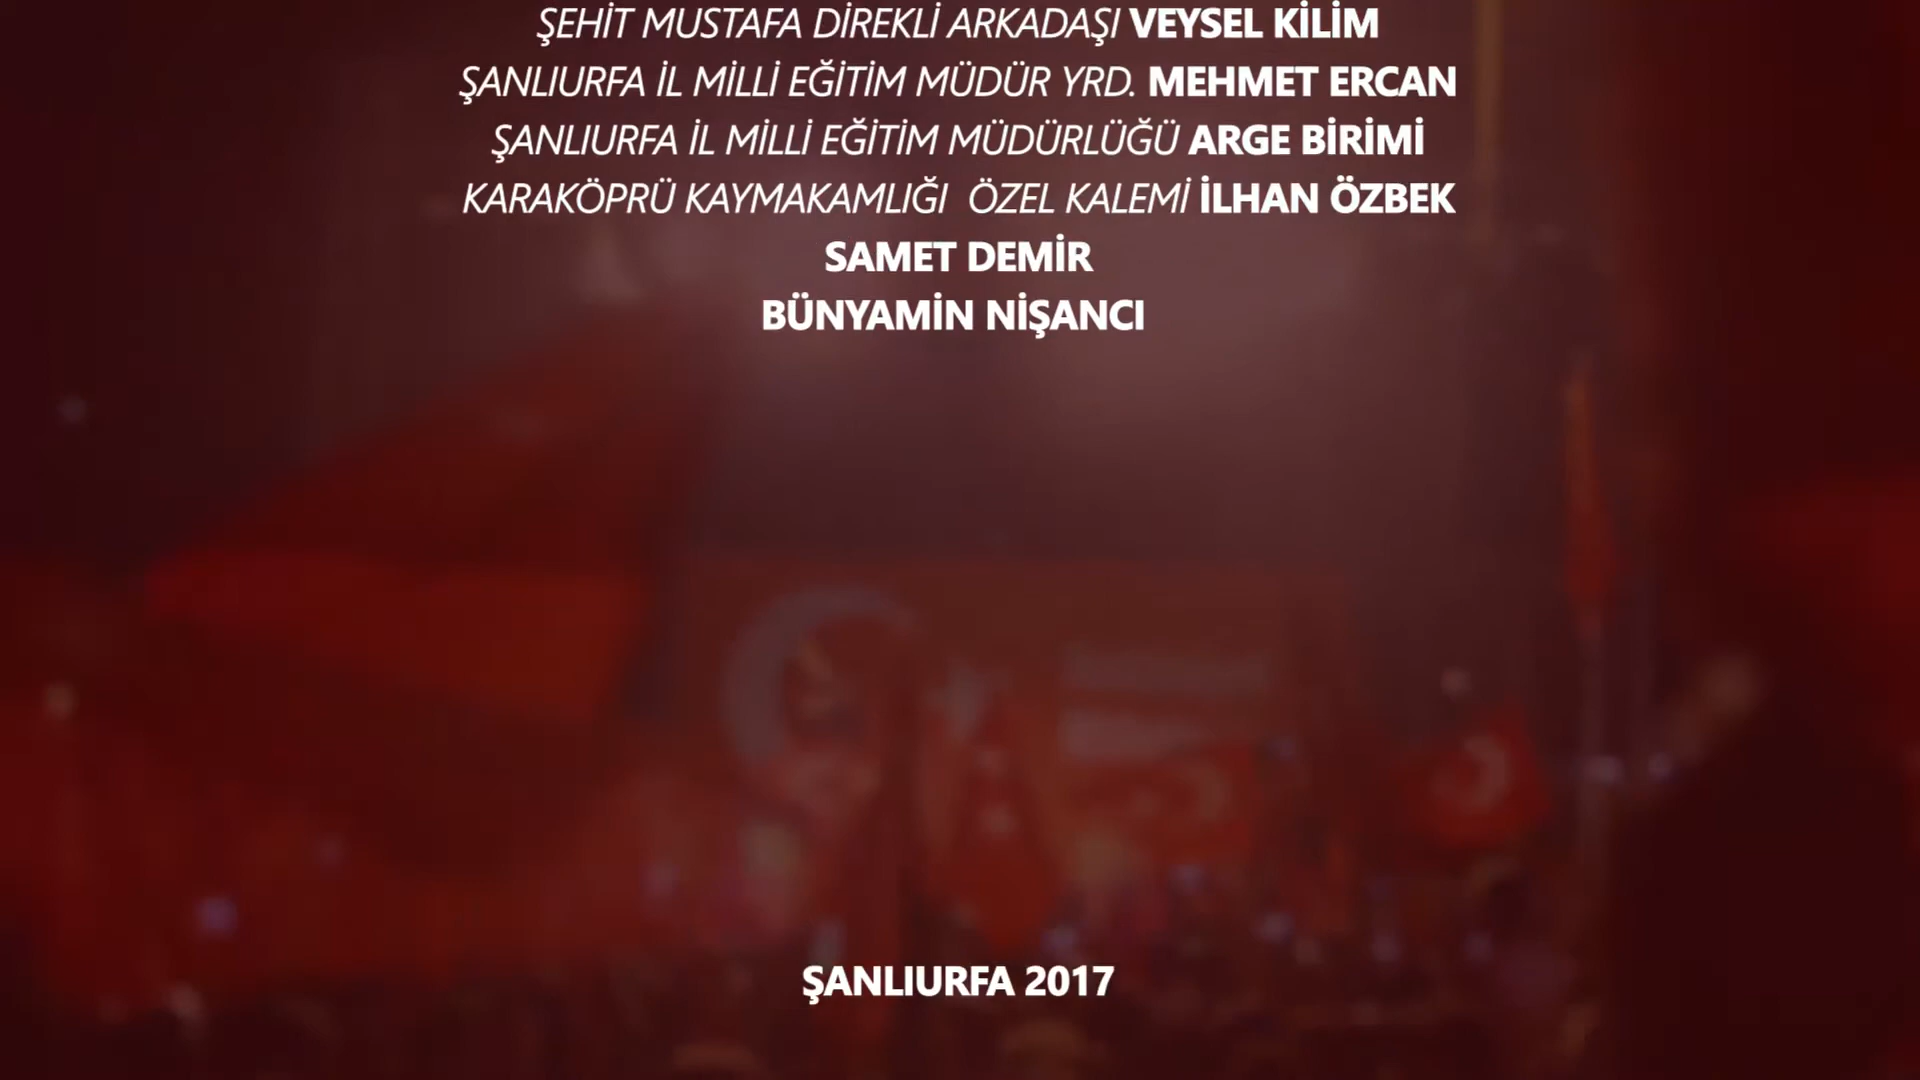 ŞEHİT MUSTAFA DİREKLİ ARKADAŞI VEYSEL KİLİM
ŞANLIURFA İL MİLLİ EĞİTİM MÜDÜR YRD. MEHMET ERCAN
ŞANLIURFA İL MİLLİ EĞİTİM MÜDÜRLÜĞÜ ARGE BİRİMİ
KARAKÖPRÜ KAYMAKAMLIĞI ÖZEL KALEMİ İLHAN ÖZBEK
SAMET DEMİR
BÜNYAMİN NİŞANCI
ŞANLIURFA 2017